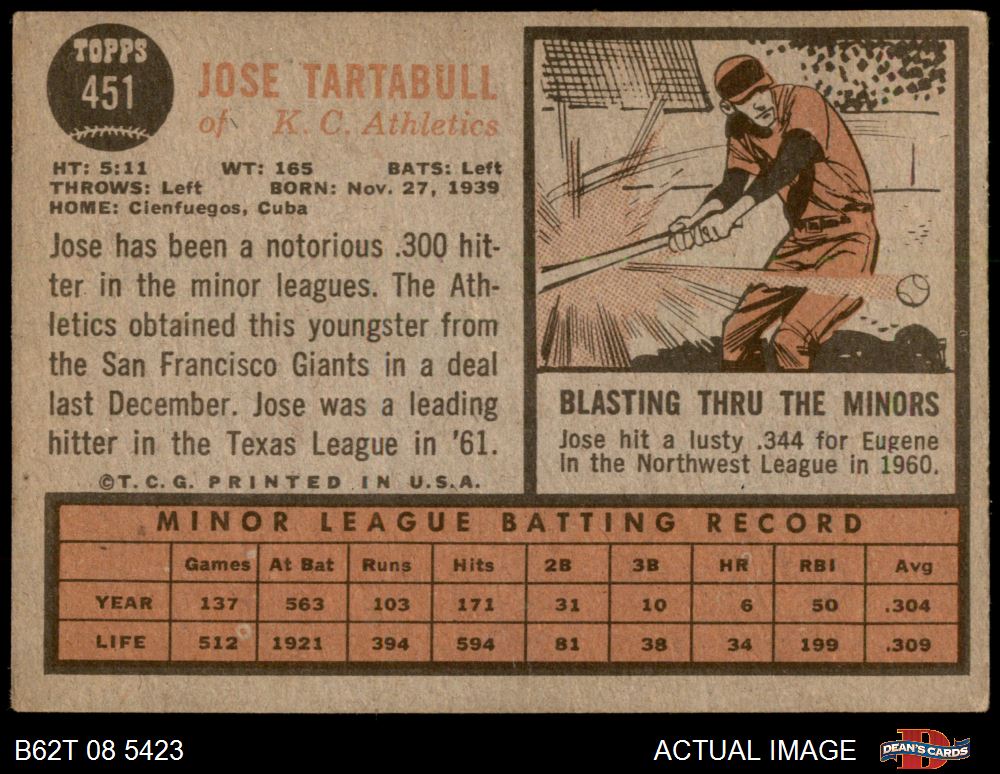 TOPPS
451
JOSE TARTABULL
of K. C. Athletics
HT: 5:11 WT: 165 BATS: Left
THROWS: Left BORN: Nov. 27, 1939
HOME: Cienfuegos, Cuba
Jose has been a notorious .300 hit-
ter in the minor leagues. The Ath-
letics obtained this youngster from
the San Francisco Giants in a deal
last December. Jose was a leading
hitter in the Texas League in '61.
©T. C. G. PRINTED IN U.S.A.
BLASTING THRU THE MINORS
Jose hit a lusty .344 for Eugene
in the Northwest League in 1960.
MINOR LEAGUE BATTING RECORD
Games At Bat Runs Hits 2B 3B HR RBI Avg
YEAR 137 563 103 171 31 10 6 50 .304
LIFE 512 1921 394 594 81 38 34 199 .309
B62T 08 5423 ACTUAL IMAGE DEAN'S CARDS